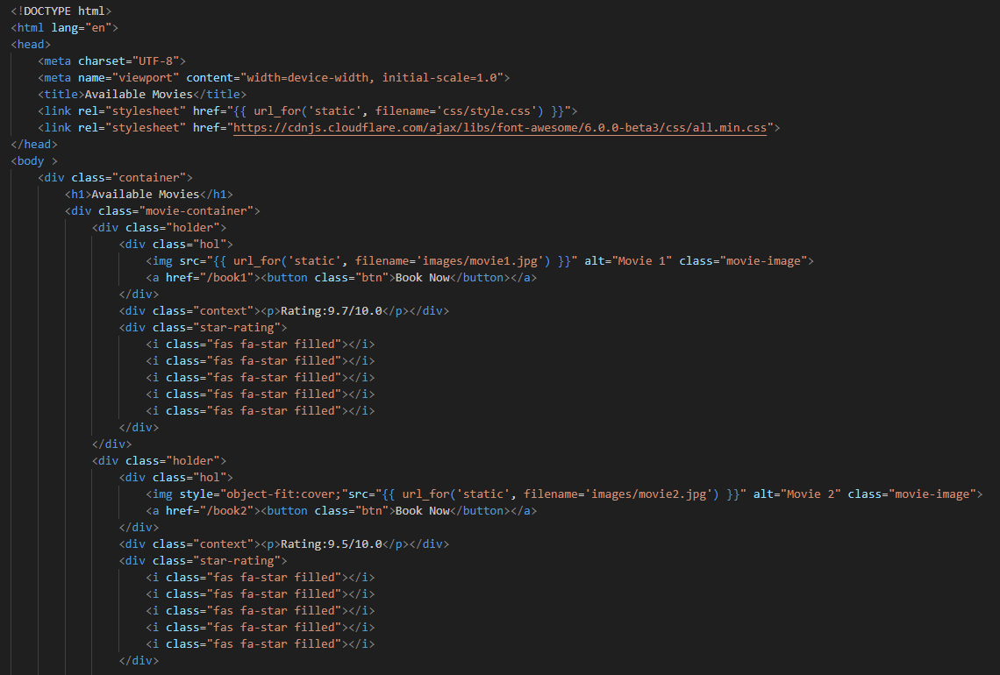 <!DOCTYPE html>
<html lang="en">
<head>
    <meta charset="UTF-8">
    <meta name="viewport" content="width=device-width, initial-scale=1.0">
    <title>Available Movies</title>
    <link rel="stylesheet" href="{{ url_for('static', filename='css/style.css') }}">
    <link rel="stylesheet" href="https://cdnjs.cloudflare.com/ajax/libs/font-awesome/6.0.0-beta3/css/all.min.css">
</head>
<body >
    <div class="container">
        <h1>Available Movies</h1>
        <div class="movie-container">
            <div class="holder">
                <div class="hol">
                    <img src="{{ url_for('static', filename='images/movie1.jpg') }}" alt="Movie 1" class="movie-image">
                    <a href="/book1"><button class="btn">Book Now</button></a>
                </div>
                <div class="context"><p>Rating:9.7/10.0</p></div>
                <div class="star-rating">
                    <i class="fas fa-star filled"></i>
                    <i class="fas fa-star filled"></i>
                    <i class="fas fa-star filled"></i>
                    <i class="fas fa-star filled"></i>
                    <i class="fas fa-star filled"></i>
                </div>
            </div>
            <div class="holder">
                <div class="hol">
                    <img style="object-fit:cover;"src="{{ url_for('static', filename='images/movie2.jpg') }}" alt="Movie 2" class="movie-image">
                    <a href="/book2"><button class="btn">Book Now</button></a>
                </div>
                <div class="context"><p>Rating:9.5/10.0</p></div>
                <div class="star-rating">
                    <i class="fas fa-star filled"></i>
                    <i class="fas fa-star filled"></i>
                    <i class="fas fa-star filled"></i>
                    <i class="fas fa-star filled"></i>
                    <i class="fas fa-star filled"></i>
                </div>